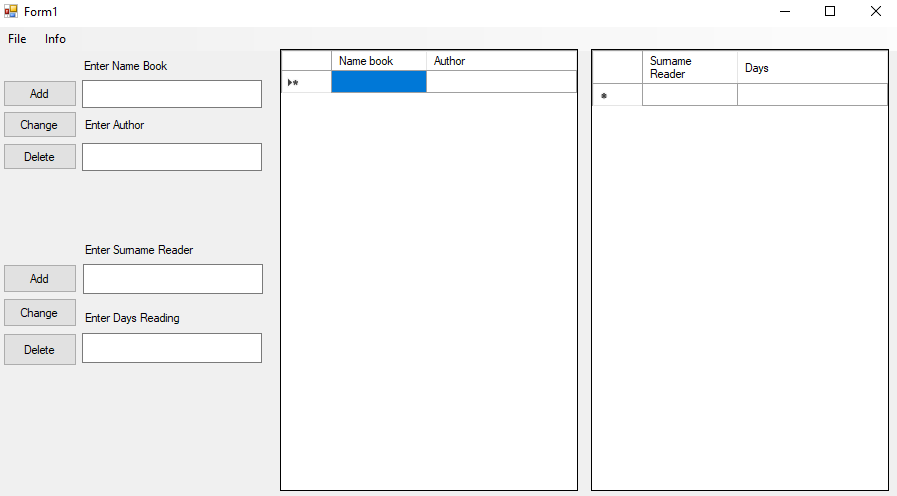 Form1
File Info
Enter Name Book
Add
Change
Enter Author
Delete
Enter Surname Reader
Add
Change
Enter Days Reading
Delete
Name book Author
Surname
Reader
Days